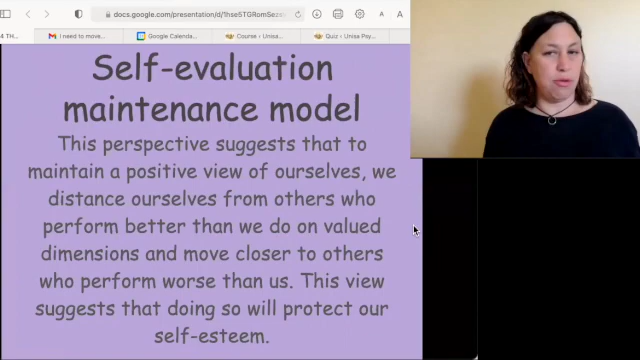 docs.google.com/presentation/d/1hse5TGRomSeze
A A
4 TH...
I need to move...
Google Calenda...
Course ‹ Unisa...
Quiz ‹ Unisa Psy...
Self-evaluation
maintenance model
This perspective suggests that to
maintain a positive view of ourselves, we
distance ourselves from others who
perform better than we do on valued
dimensions and move closer to others
who perform worse than us. This view
suggests that doing so will protect our
self-esteem.